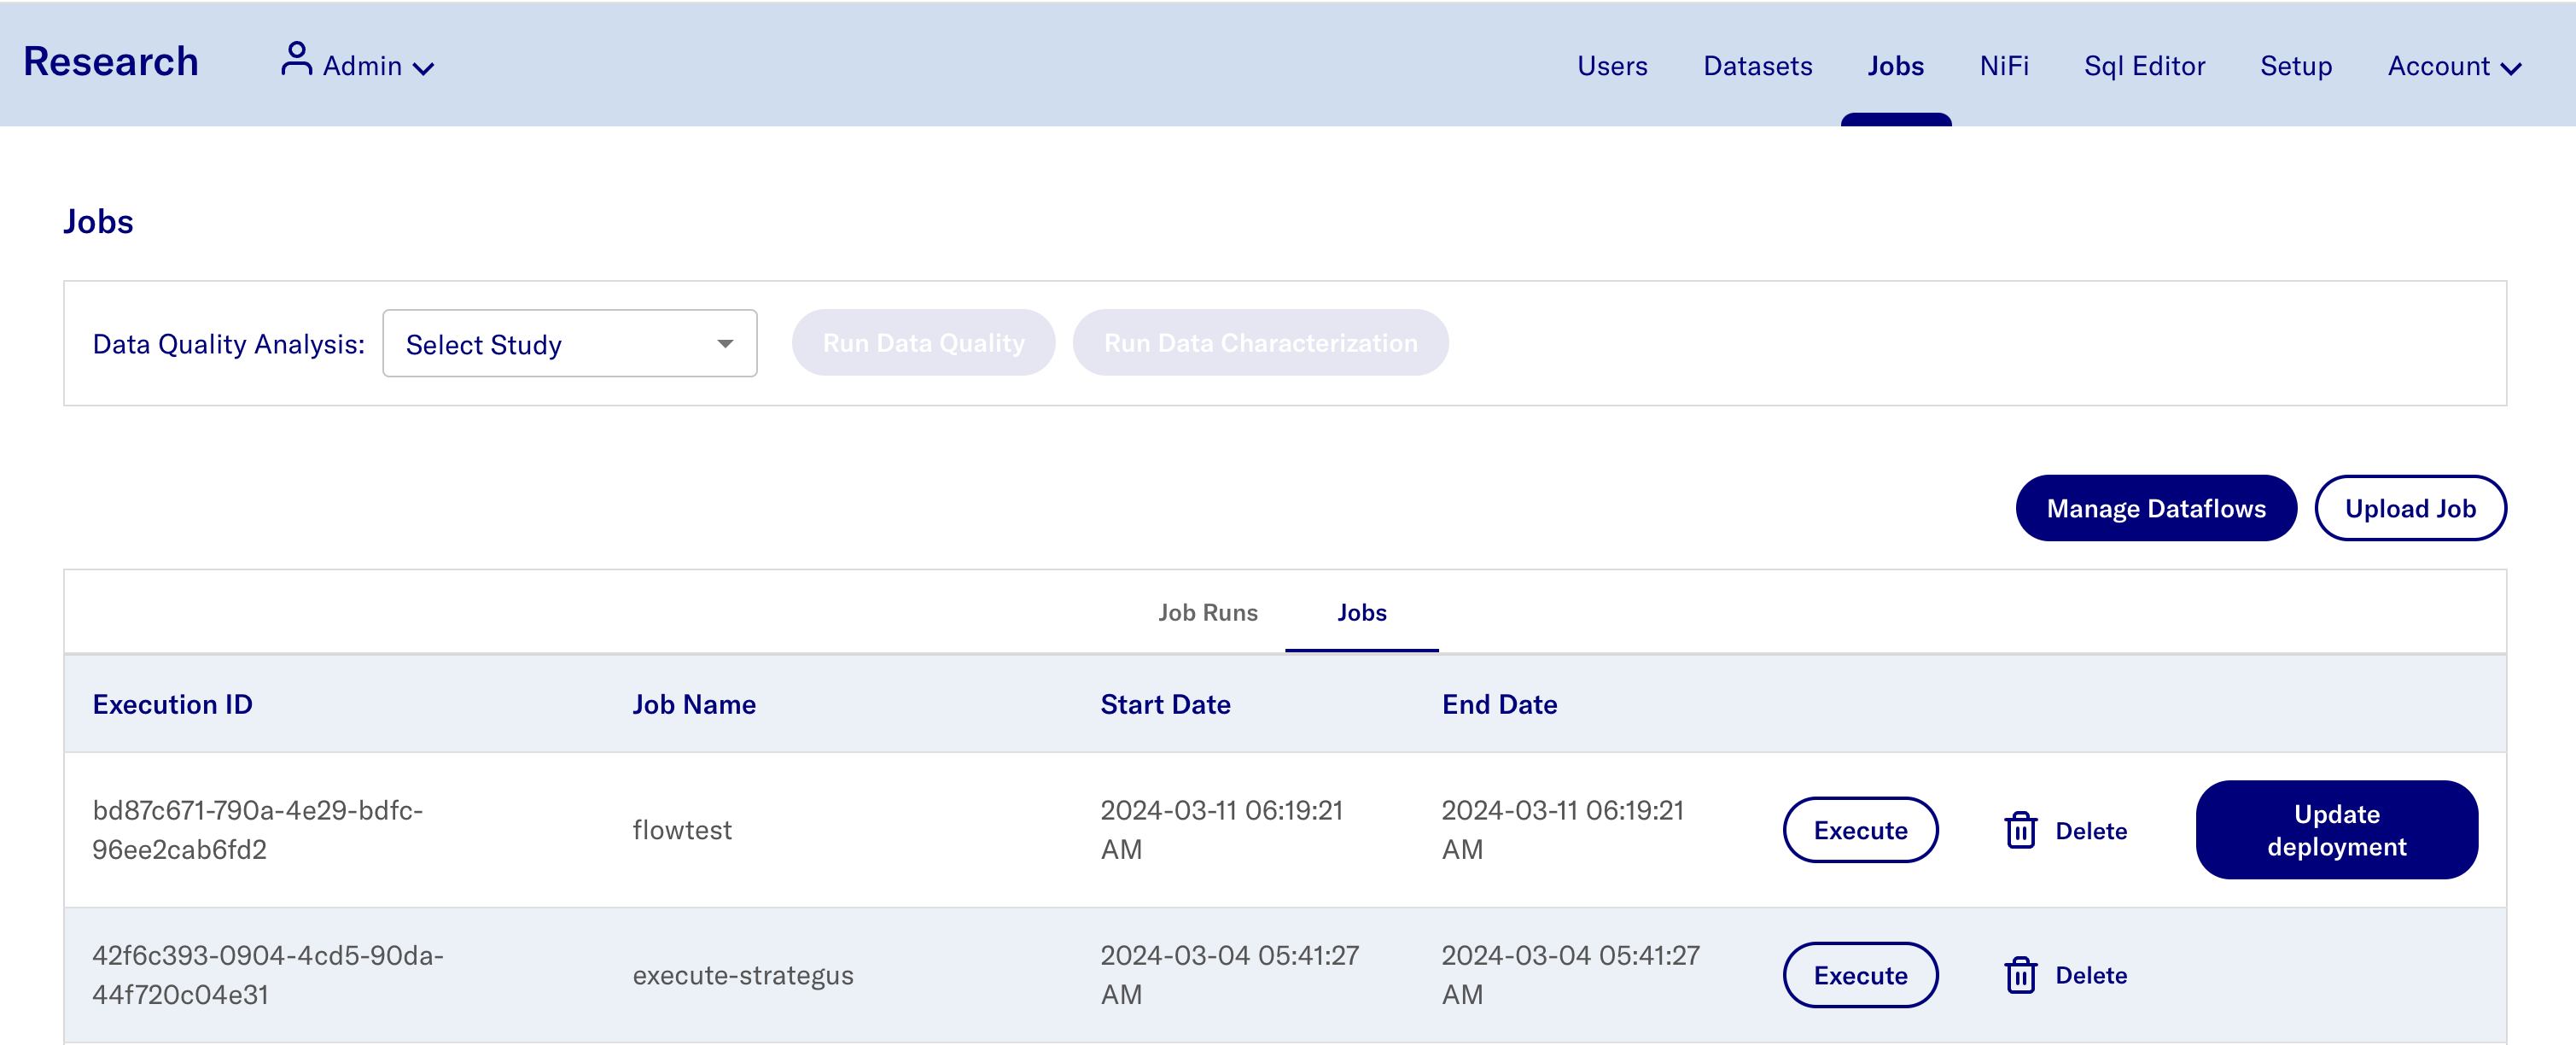 Research
Admin
Users
Datasets
Jobs
NiFi
Sql Editor
Setup
Account
Jobs
Data Quality Analysis:
Select Study
Run Data Quality
Run Data Characterization
Manage Dataflows
Upload Job
Job Runs
Jobs
Execution ID
Job Name
Start Date
End Date
bd87c671-790a-4e29-bdfc-
96ee2cab6fd2
flowtest
2024-03-11 06:19:21
AM
2024-03-11 06:19:21
AM
Execute
Delete
Update
deployment
42f6c393-0904-4cd5-90da-
44f720c04e31
execute-strategus
2024-03-04 05:41:27
AM
2024-03-04 05:41:27
AM
Execute
Delete